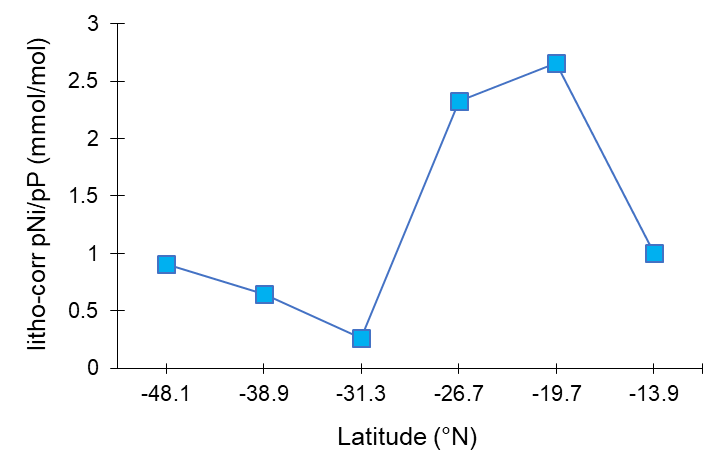 3
2.5
2
1.5
1
0.5
0
litho-corr pNi/pP (mmol/mol)
-48.1 -38.9 -31.3 -26.7 -19.7 -13.9
Latitude (°N)